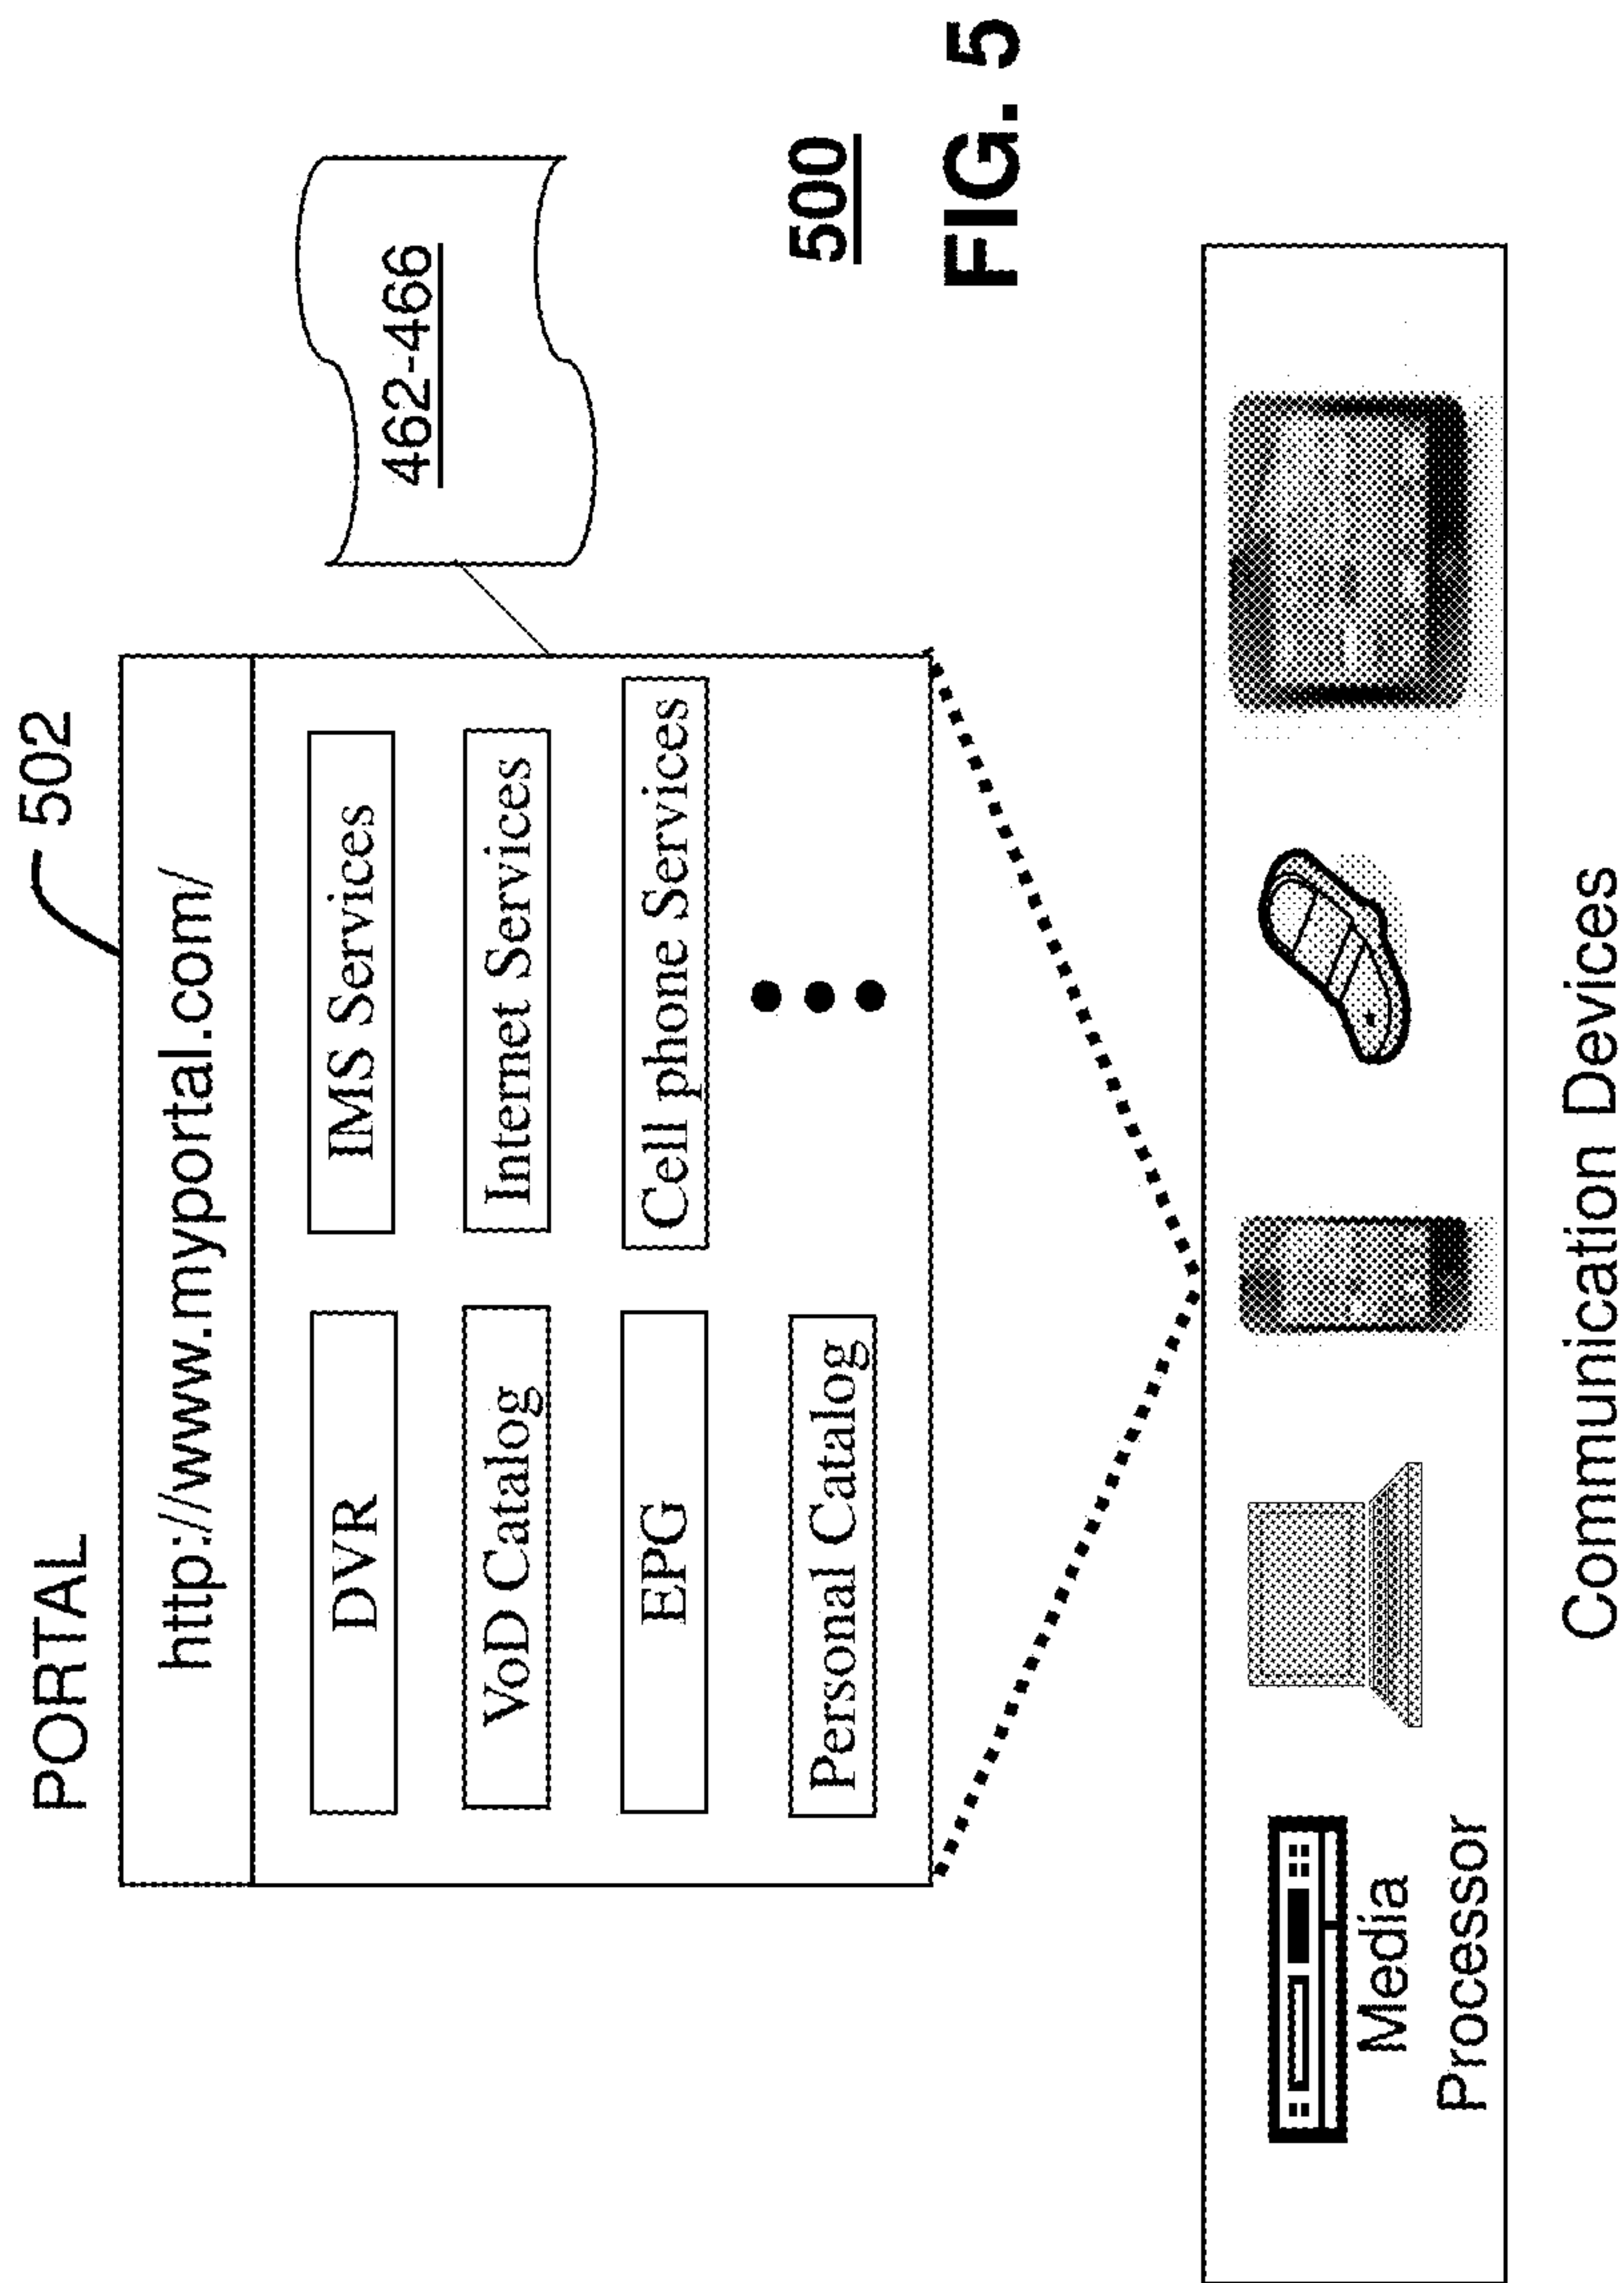 PORTAL
502
http://www.myportal.com/
DVR
IMS Services
VoD Catalog
Internet Services
EPG
Cell phone Services
Personal Catalog
462-466
500
FIG. 5
Media
Processor
Communication Devices